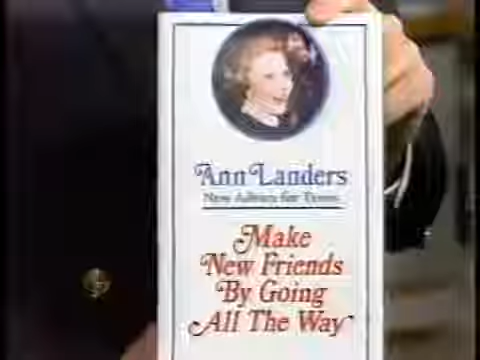 Ann Landers
New Advice for Teens
Make
New Friends
By Going
All The Way